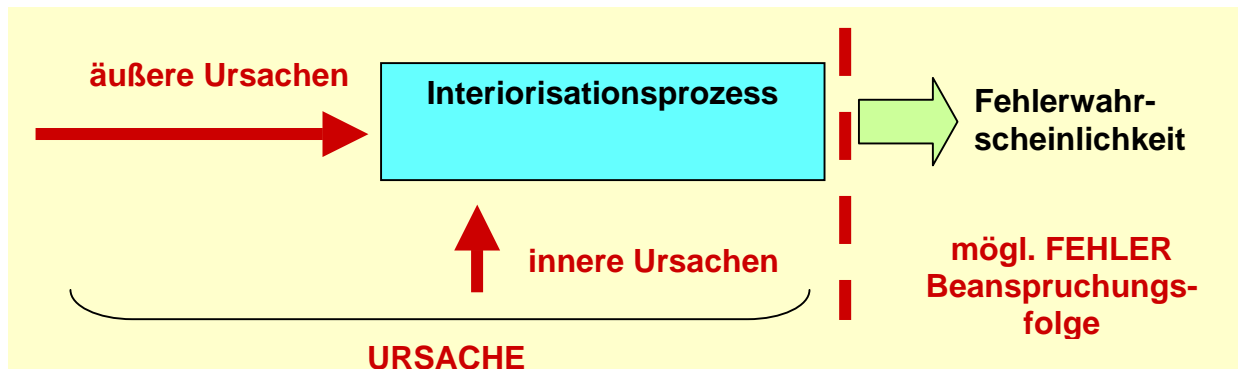 äußere Ursachen
Interiorisationsprozess
Fehlerwahr-
scheinlichkeit
innere Ursachen
mögl. FEHLER
Beanspruchungs-
folge
URSACHE